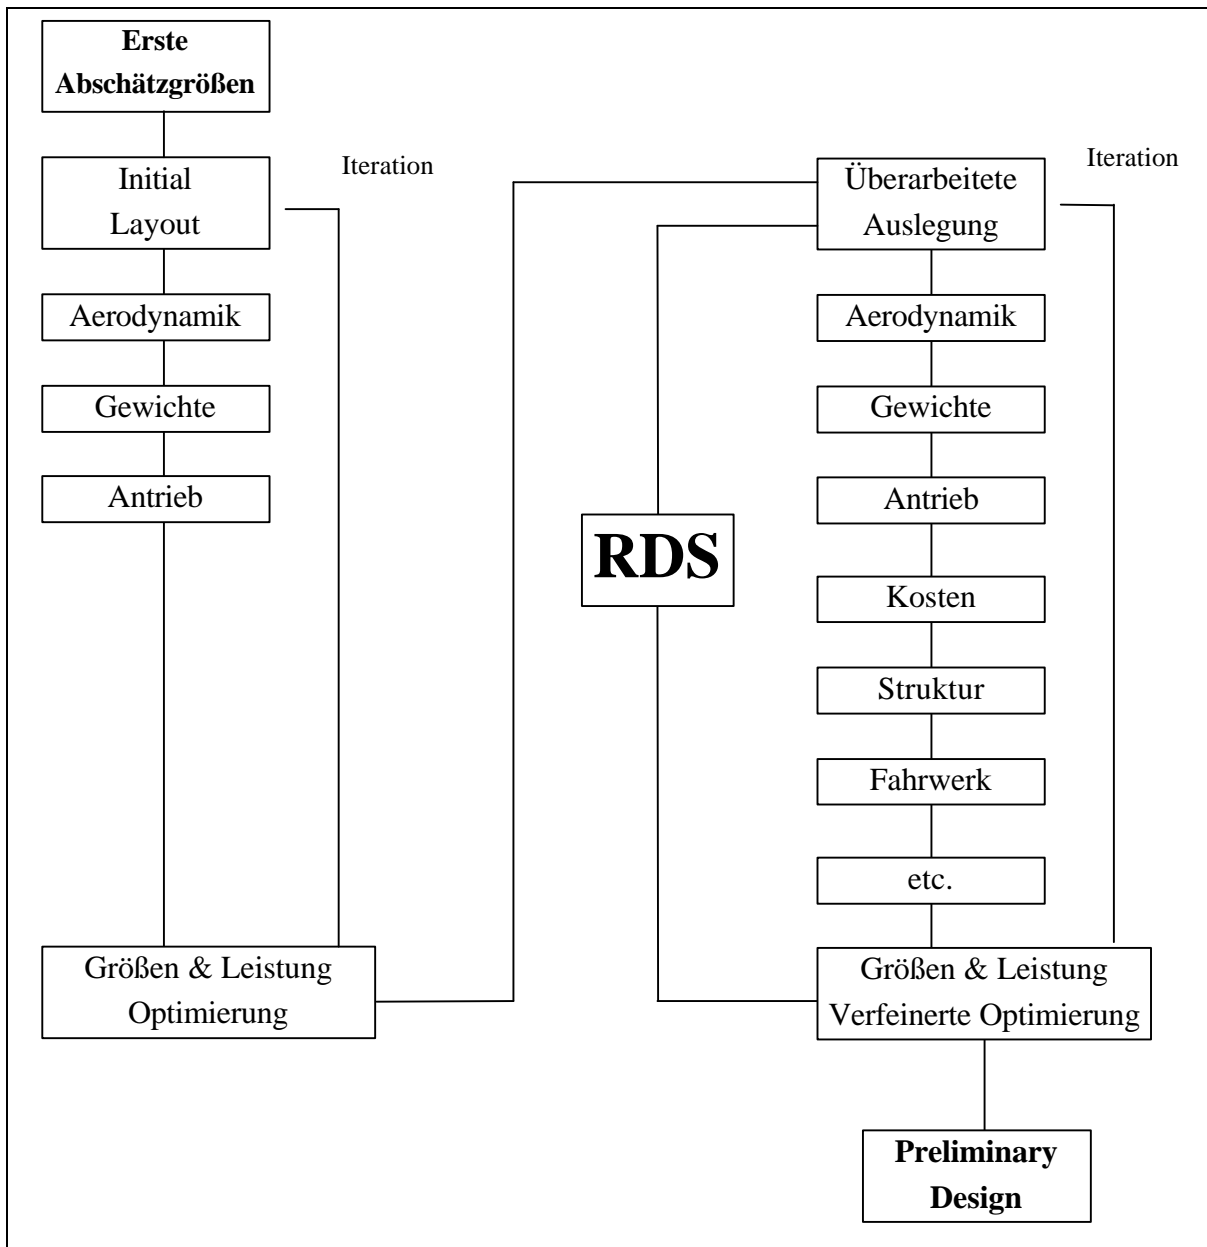 Erste
Abschätzgrößen
Initial
Layout
Iteration
Aerodynamik
Gewichte
Antrieb
Größen & Leistung
Optimierung
RDS
Überarbeitete
Auslegung
Iteration
Aerodynamik
Gewichte
Antrieb
Kosten
Struktur
Fahrwerk
etc.
Größen & Leistung
Verfeinerte Optimierung
Preliminary
Design